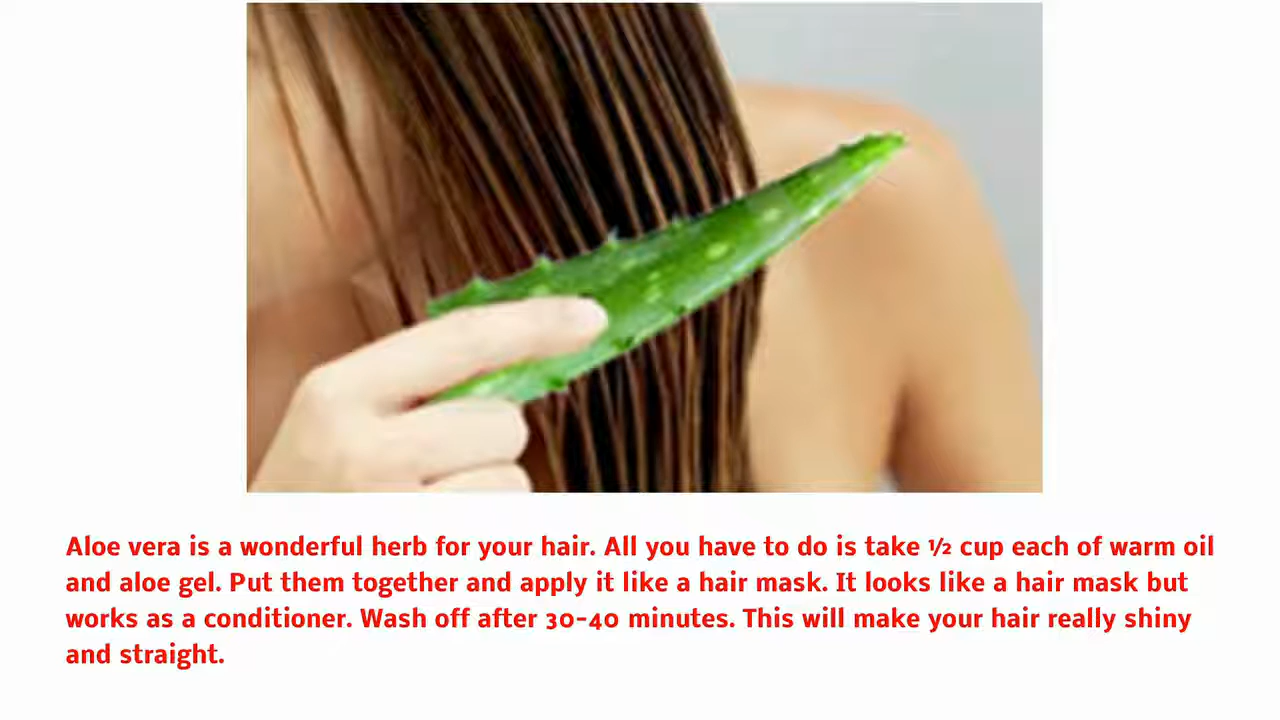 Aloe vera is a wonderful herb for your hair. All you have to do is take ½ cup each of warm oil
and aloe gel. Put them together and apply it like a hair mask. It looks like a hair mask but
works as a conditioner. Wash off after 30-40 minutes. This will make your hair really shiny
and straight.